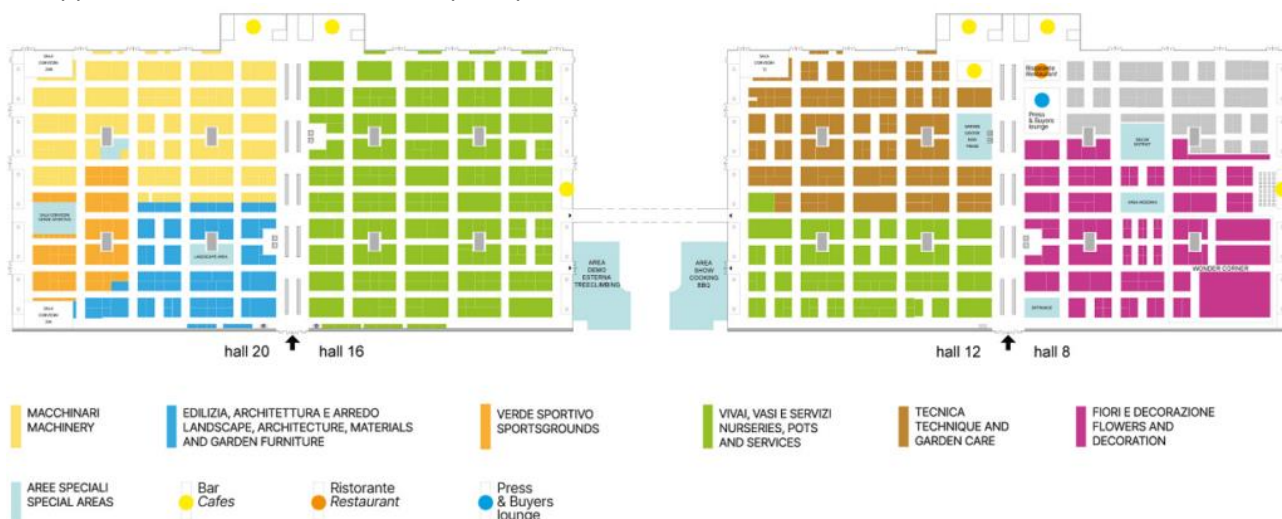 Ristorante
Restaurant
Press
& Buyers
lounge
LANDSCAPE AREA
AREA
DEMO
ESTERNA
TREECLIMBING
AREA
SHOW
COOKING
BBQ
WONDER CORNER
hall 20
hall 16
hall 12
hall 8
MACCHINARI
MACHINERY
EDILIZIA, ARCHITETTURA E ARREDO
LANDSCAPE, ARCHITECTURE, MATERIALS
AND GARDEN FURNITURE
VERDE SPORTIVO
SPORTSGROUNDS
VIVAI, VASI E SERVIZI
NURSERIES, POTS
AND SERVICES
TECNICA
TECHNIQUE AND
GARDEN CARE
FIORI E DECORAZIONE
FLOWERS AND
DECORATION
AREE SPECIALI
SPECIAL AREAS
Bar
Cafes
Ristorante
Restaurant
Press
& Buyers
lounge